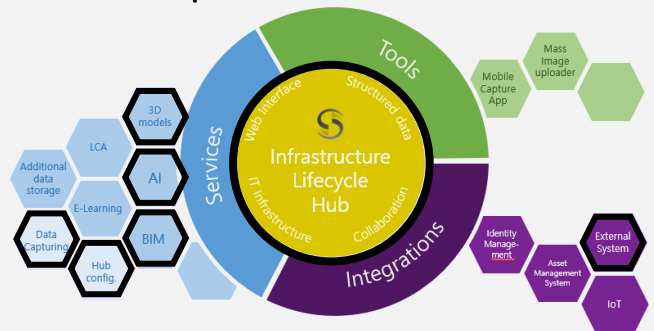 Tools
Services
Integrations
Web Interface
Structured data
IT Infrastructure
Collaboration
Infrastructure
Lifecycle
Hub
3D
models
LCA
AI
Additional
data
storage
E-Learning
BIM
Data
Capturing
Hub
config.
Mobile
Capture
App
Mass
Image
uploader
Identity
Manage-
ment
Asset
Management
System
External
System
IoT